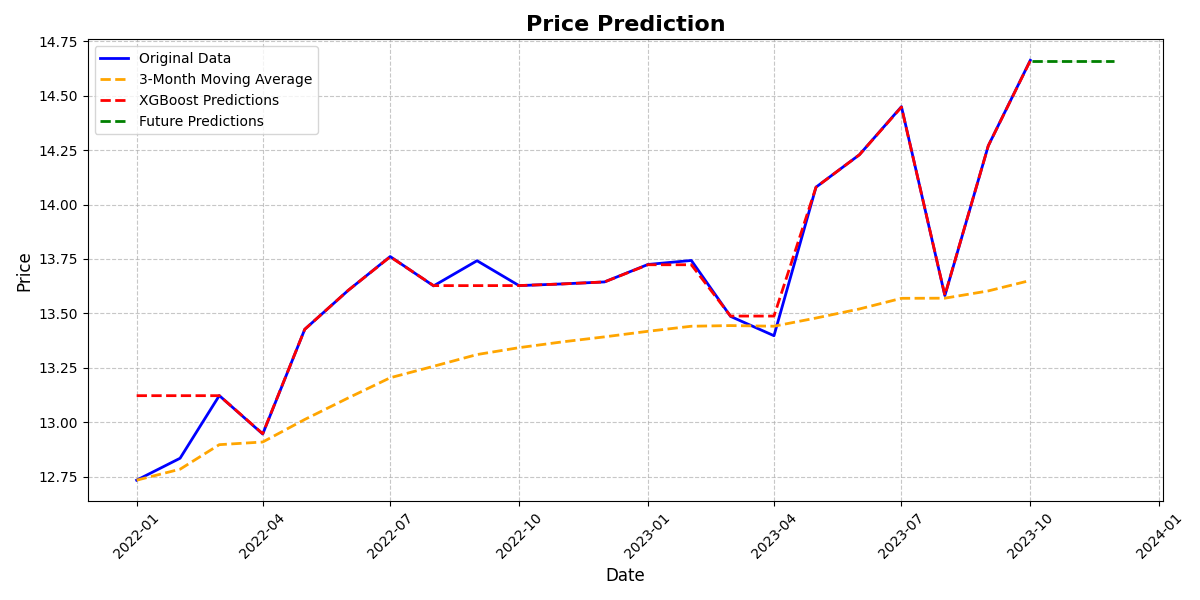 Price Prediction
Original Data
3-Month Moving Average
XGBoost Predictions
Future Predictions
Price
14.75
14.50
14.25
14.00
13.75
13.50
13.25
13.00
12.75
2022-01
2022-04
2022-07
2022-10
2023-01
2023-04
2023-07
2023-10
2024-01
Date